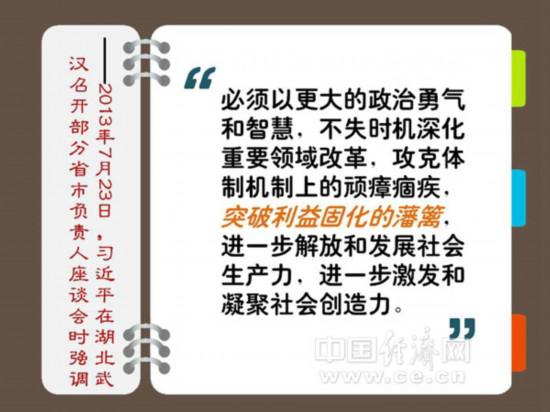 ——2013年7月23日，习近平在湖北武
汉召开部分省市负责人座谈会时强调
“
必须以更大的政治勇气
和智慧，不失时机深化
重要领域改革，攻克体
制机制上的顽瘴痼疾，
突破利益固化的藩篱，
进一步解放和发展社会
生产力，进一步激发和
凝聚社会创造力。
”
中国经济网
www.ce.cn